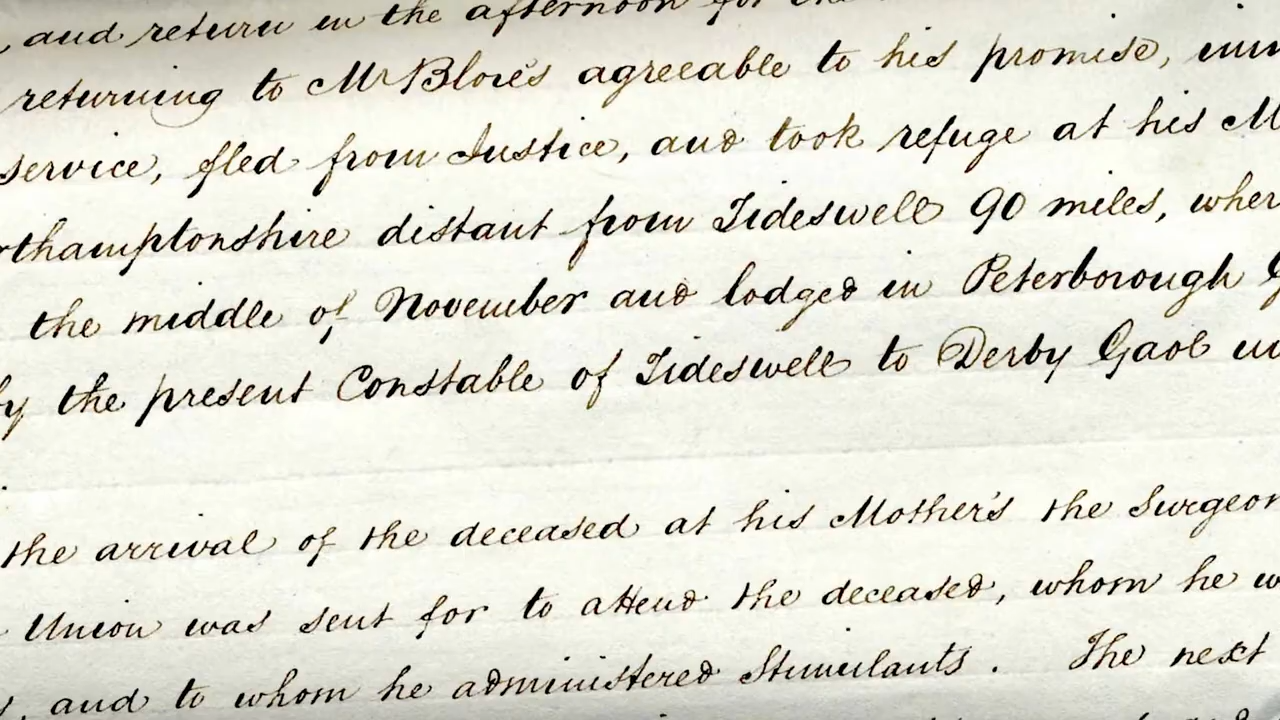 , and return in the afternoon for
returning to Mr Blore's agreeable to his promise,
service, fled from Justice, and took refuge at his
rthamptonshire distant from Tideswell 90 miles, wher
the middle of November and lodged in Peterborough G
by the present Constable of Tideswell to Derby Gaol
the arrival of the deceased at his Mother's the Surgeon
Union was sent for to attend the deceased, whom he w
, and to whom he administered Stimulants. The next